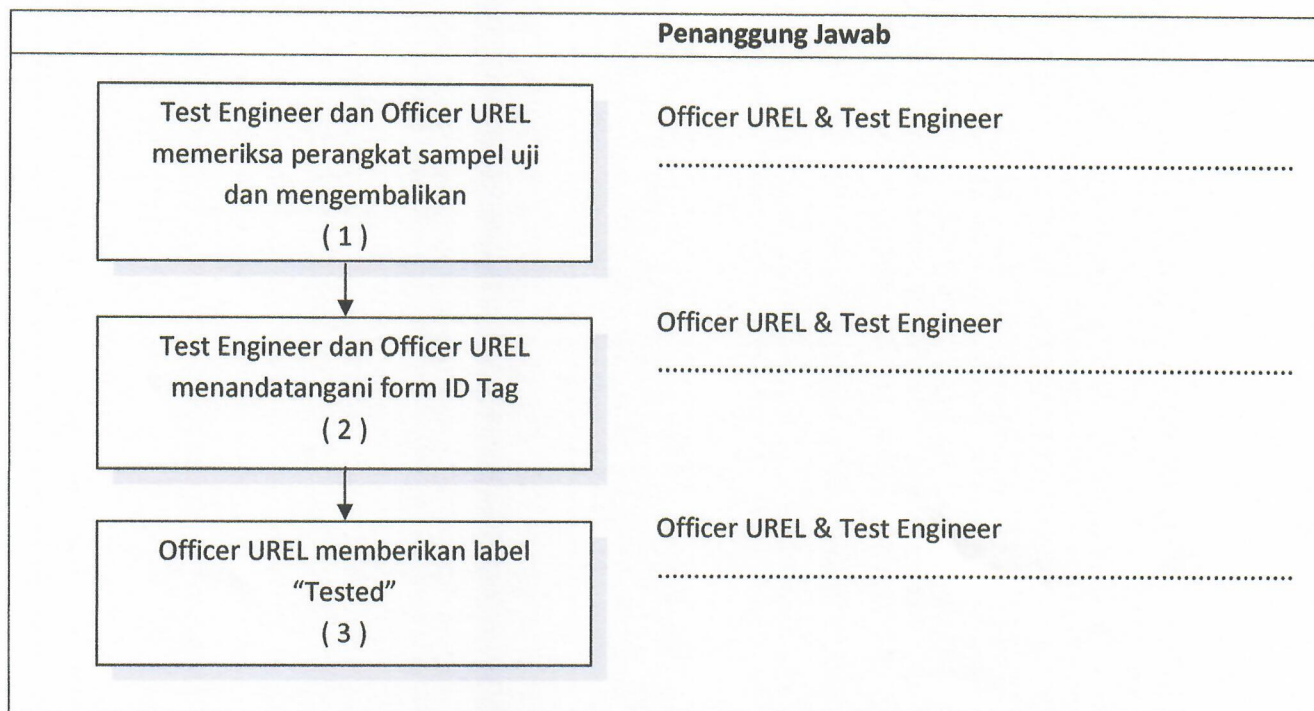 Penanggung Jawab
Test Engineer dan Officer UREL
memeriksa perangkat sampel uji
dan mengembalikan
( 1 )
Officer UREL & Test Engineer
................................................................................
Test Engineer dan Officer UREL
menandatangani form ID Tag
( 2 )
Officer UREL & Test Engineer
................................................................................
Officer UREL memberikan label
“Tested”
( 3 )
Officer UREL & Test Engineer
................................................................................